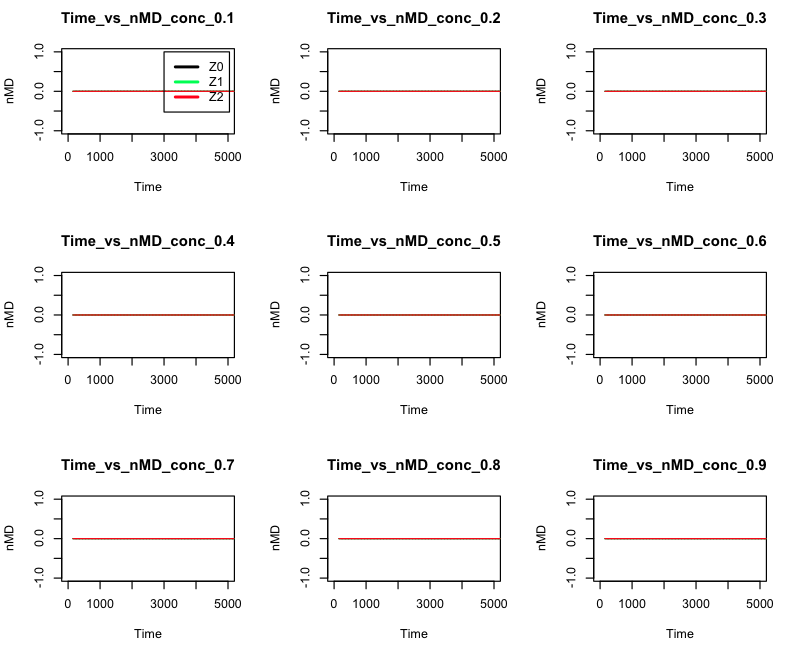 Time_vs_nMD_conc_0.1
nMD
1.0
0.0
-1.0
Z0
Z1
Z2
0 1000 3000 5000
Time
Time_vs_nMD_conc_0.2
nMD
1.0
0.0
-1.0
0 1000 3000 5000
Time
Time_vs_nMD_conc_0.3
nMD
1.0
0.0
-1.0
0 1000 3000 5000
Time
Time_vs_nMD_conc_0.4
nMD
1.0
0.0
-1.0
0 1000 3000 5000
Time
Time_vs_nMD_conc_0.5
nMD
1.0
0.0
-1.0
0 1000 3000 5000
Time
Time_vs_nMD_conc_0.6
nMD
1.0
0.0
-1.0
0 1000 3000 5000
Time
Time_vs_nMD_conc_0.7
nMD
1.0
0.0
-1.0
0 1000 3000 5000
Time
Time_vs_nMD_conc_0.8
nMD
1.0
0.0
-1.0
0 1000 3000 5000
Time
Time_vs_nMD_conc_0.9
nMD
1.0
0.0
-1.0
0 1000 3000 5000
Time